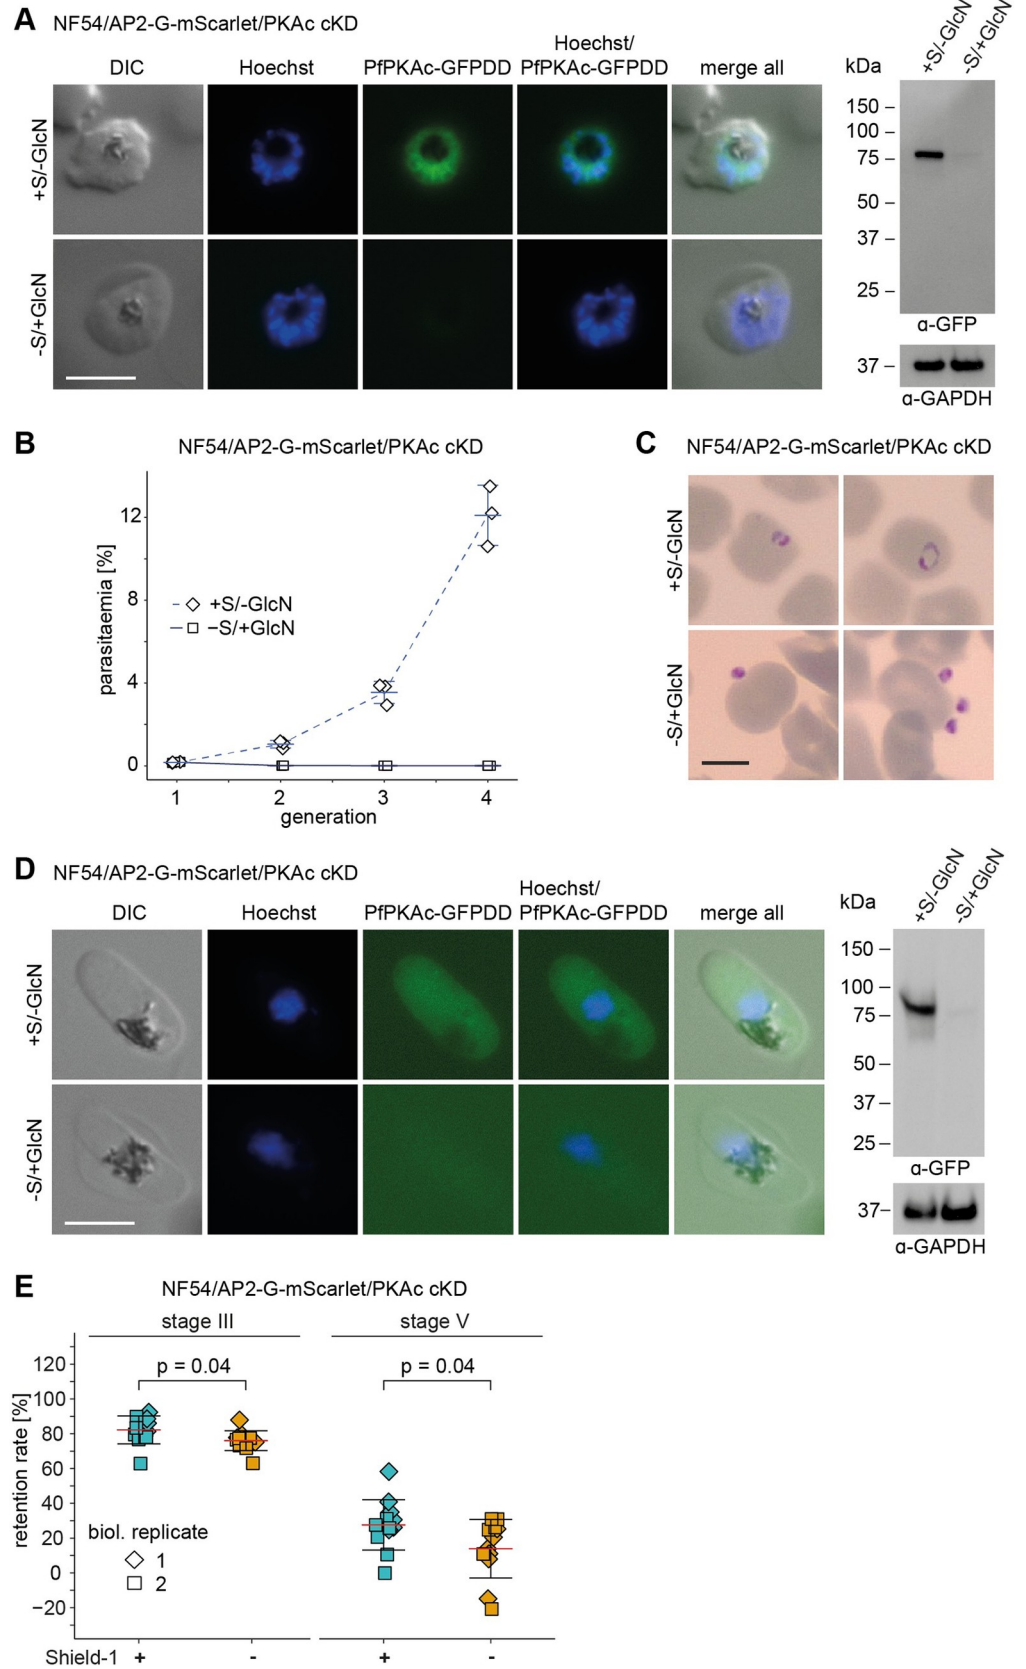 A
NF54/AP2-G-mScarlet/PKAc cKD
DIC
Hoechst
PfPKAc-GFPDD
Hoechst/
PfPKAc-GFPDD
merge all
+S/-GlcN
-S/+GlcN
kDa
+S/-GlcN
-S/+GlcN
150
100
75
50
37
25
α-GFP
37
α-GAPDH
B
NF54/AP2-G-mScarlet/PKAc cKD
parasitaemia [%]
12
8
4
0
+S/-GlcN
−S/+GlcN
1 2 3 4
generation
C
NF54/AP2-G-mScarlet/PKAc cKD
+S/-GlcN
-S/+GlcN
D
NF54/AP2-G-mScarlet/PKAc cKD
DIC
Hoechst
PfPKAc-GFPDD
Hoechst/
PfPKAc-GFPDD
merge all
+S/-GlcN
-S/+GlcN
kDa
+S/-GlcN
-S/+GlcN
150
100
75
50
37
25
α-GFP
37
α-GAPDH
E
NF54/AP2-G-mScarlet/PKAc cKD
stage III
stage V
p = 0.04
p = 0.04
retention rate [%]
120
100
80
60
40
20
0
−20
biol. replicate
1
2
Shield-1 + - + -